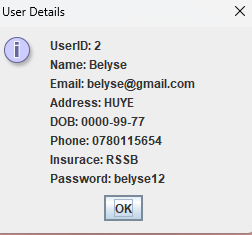 User Details
UserID: 2
Name: Belyse
Email: belyse@gmail.com
Address: HUYE
DOB: 0000-99-77
Phone: 0780115654
Insurace: RSSB
Password: belyse12
OK